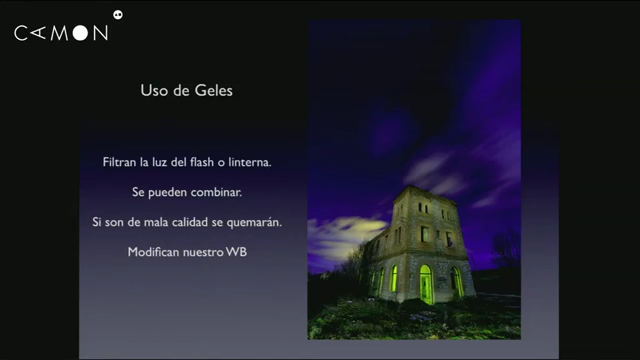 CAMON
Uso de Geles
Filtran la luz del flash o linterna.
Se pueden combinar.
Si son de mala calidad se quemarán.
Modifican nuestro WB